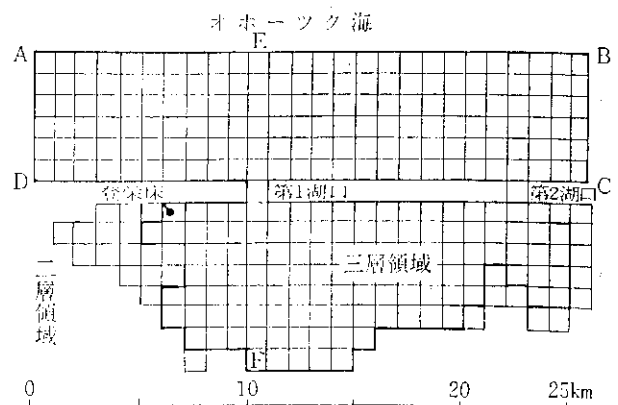 オホーツク海
A E B
D C
登栄床 第1湖口 第2湖口
三層領域
二層領域
F
0 10 20 25km